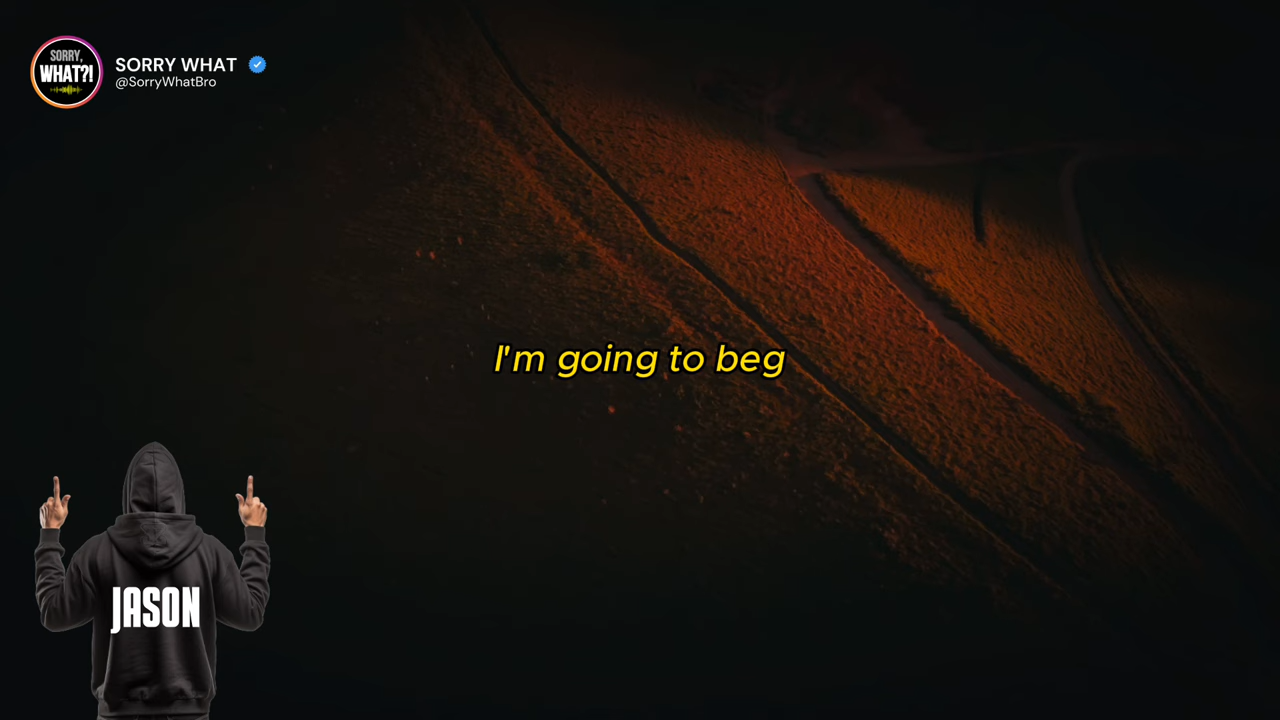 SORRY,
WHAT?!
SORRY WHAT
@SorryWhatBro
I'm going to beg
JASON